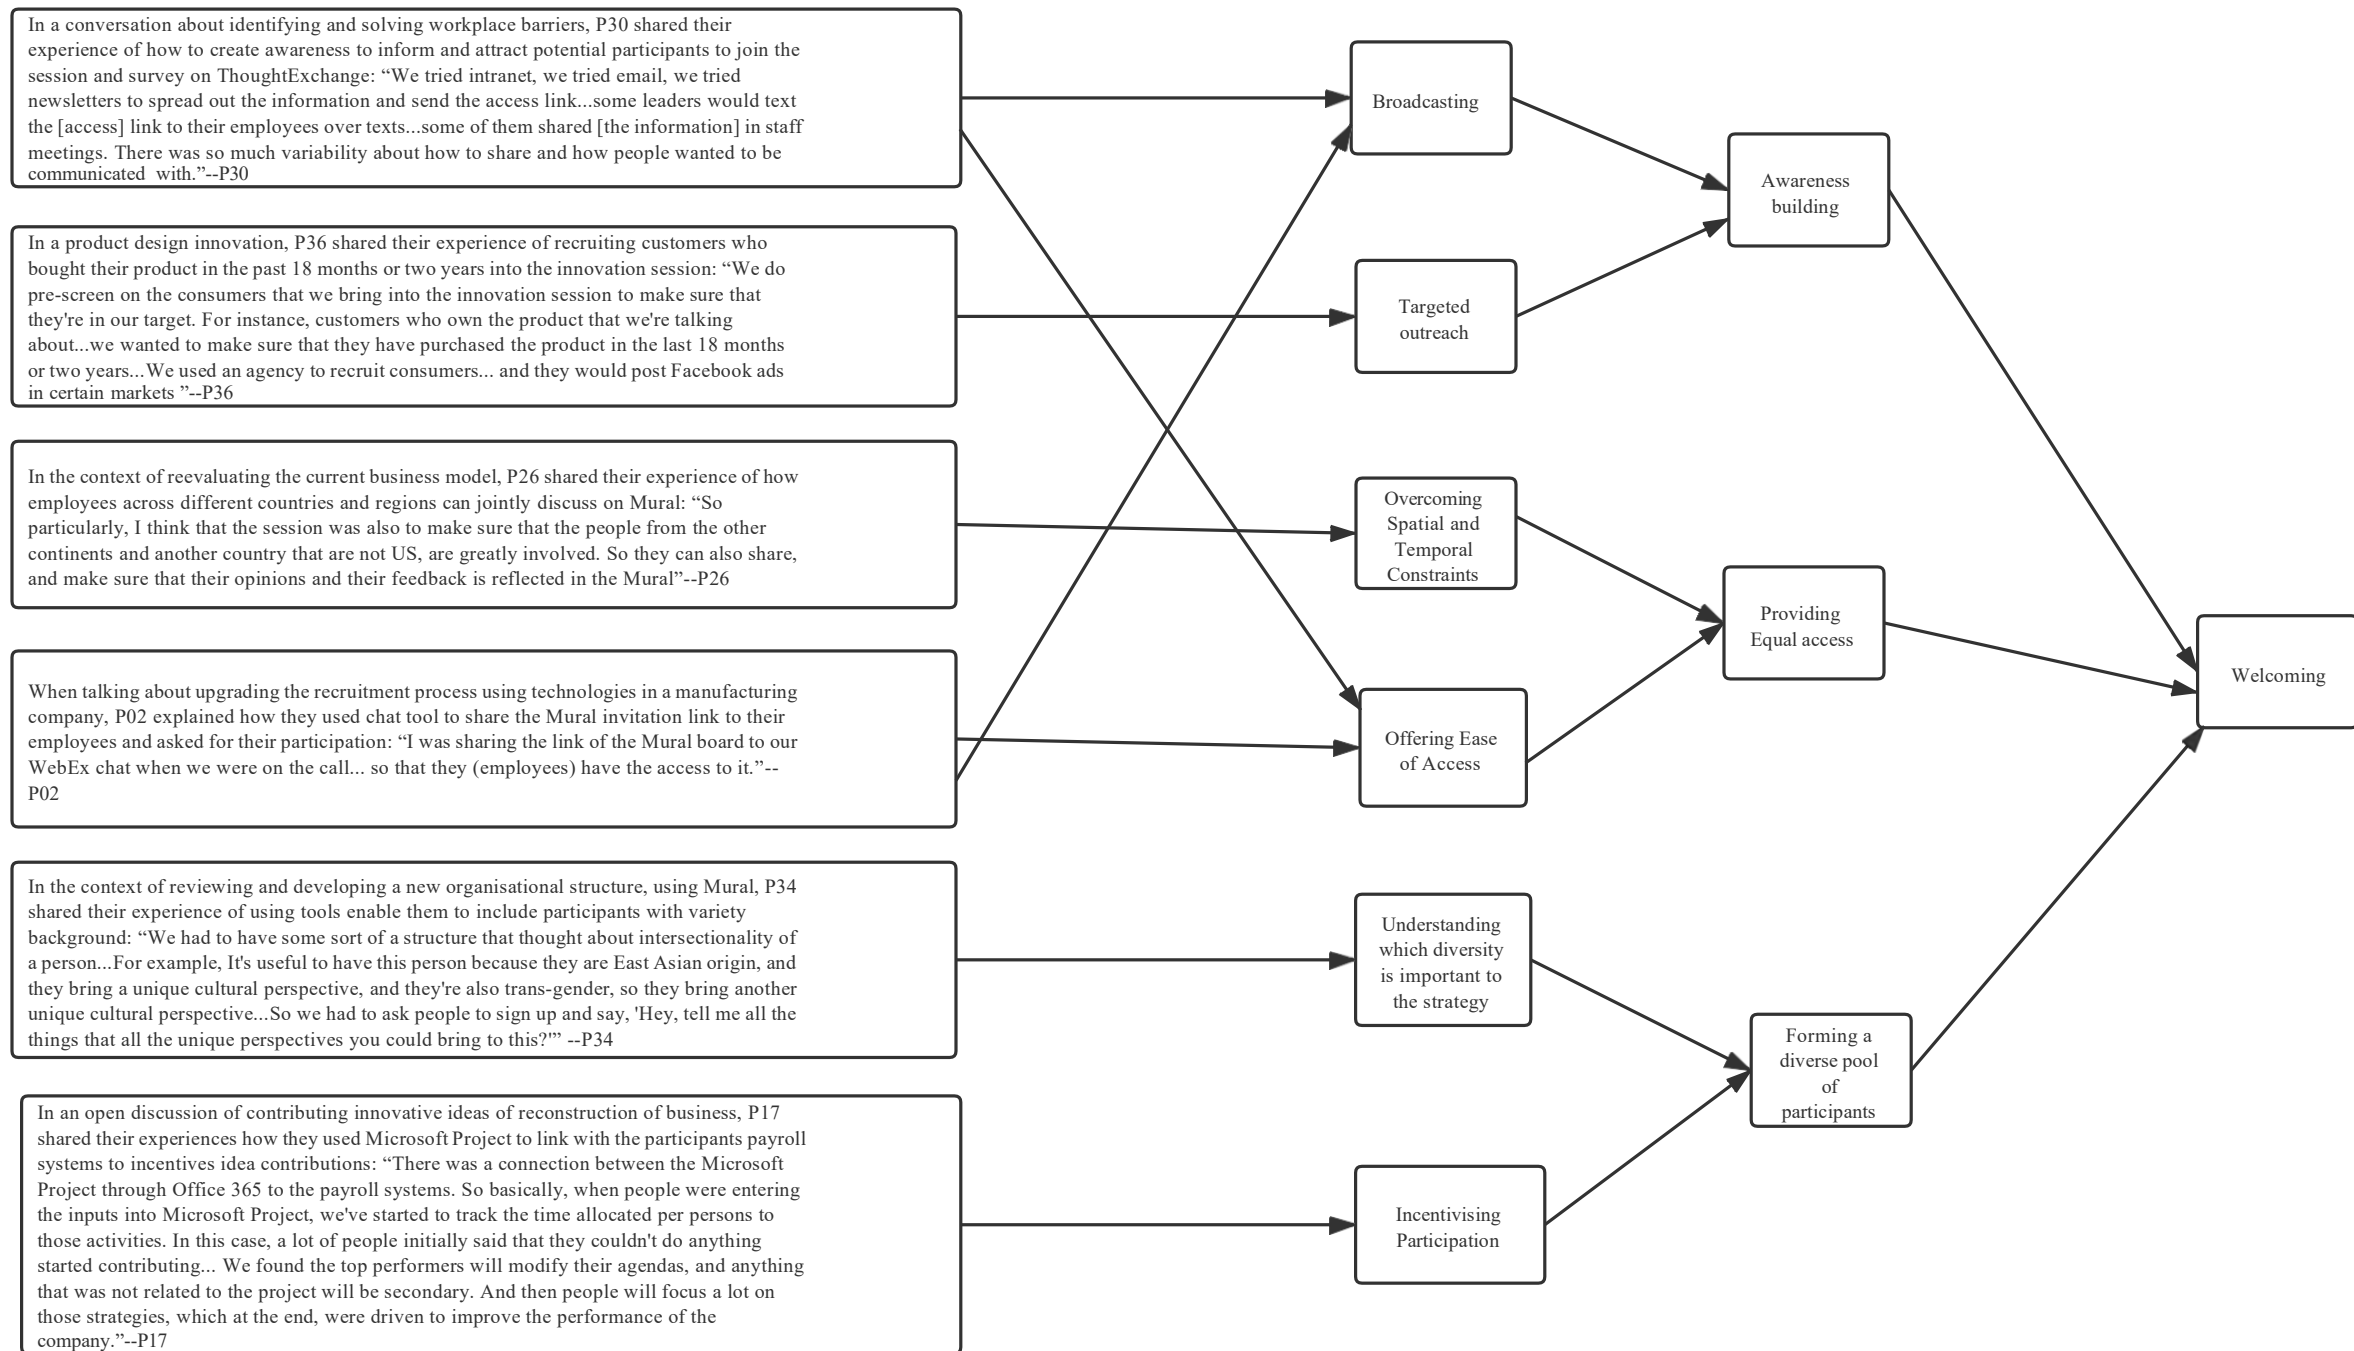 In a conversation about identifying and solving workplace barriers, P30 shared their
experience of how to create awareness to inform and attract potential participants to join the
session and survey on ThoughtExchange: “We tried intranet, we tried email, we tried
newsletters to spread out the information and send the access link...some leaders would text
the [access] link to their employees over texts...some of them shared [the information] in staff
meetings. There was so much variability about how to share and how people wanted to be
communicated with.”--P30
In a product design innovation, P36 shared their experience of recruiting customers who
bought their product in the past 18 months or two years into the innovation session: “We do
pre-screen on the consumers that we bring into the innovation session to make sure that
they're in our target. For instance, customers who own the product that we're talking
about...we wanted to make sure that they have purchased the product in the last 18 months
or two years...We used an agency to recruit consumers... and they would post Facebook ads
in certain markets ”--P36
In the context of reevaluating the current business model, P26 shared their experience of how
employees across different countries and regions can jointly discuss on Mural: “So
particularly, I think that the session was also to make sure that the people from the other
continents and another country that are not US, are greatly involved. So they can also share,
and make sure that their opinions and their feedback is reflected in the Mural”--P26
When talking about upgrading the recruitment process using technologies in a manufacturing
company, P02 explained how they used chat tool to share the Mural invitation link to their
employees and asked for their participation: “I was sharing the link of the Mural board to our
WebEx chat when we were on the call... so that they (employees) have the access to it.”--
P02
In the context of reviewing and developing a new organisational structure, using Mural, P34
shared their experience of using tools enable them to include participants with variety
background: “We had to have some sort of a structure that thought about intersectionality of
a person...For example, It's useful to have this person because they are East Asian origin, and
they bring a unique cultural perspective, and they're also trans-gender, so they bring another
unique cultural perspective...So we had to ask people to sign up and say, 'Hey, tell me all the
things that all the unique perspectives you could bring to this?'” --P34
In an open discussion of contributing innovative ideas of reconstruction of business, P17
shared their experiences how they used Microsoft Project to link with the participants payroll
systems to incentives idea contributions: “There was a connection between the Microsoft
Project through Office 365 to the payroll systems. So basically, when people were entering
the inputs into Microsoft Project, we've started to track the time allocated per persons to
those activities. In this case, a lot of people initially said that they couldn't do anything
started contributing... We found the top performers will modify their agendas, and anything
that was not related to the project will be secondary. And then people will focus a lot on
those strategies, which at the end, were driven to improve the performance of the
company.”--P17
Broadcasting
Targeted
outreach
Overcoming
Spatial and
Temporal
Constraints
Offering Ease
of Access
Understanding
which diversity
is important to
the strategy
Incentivising
Participation
Awareness
building
Providing
Equal access
Forming a
diverse pool
of
participants
Welcoming